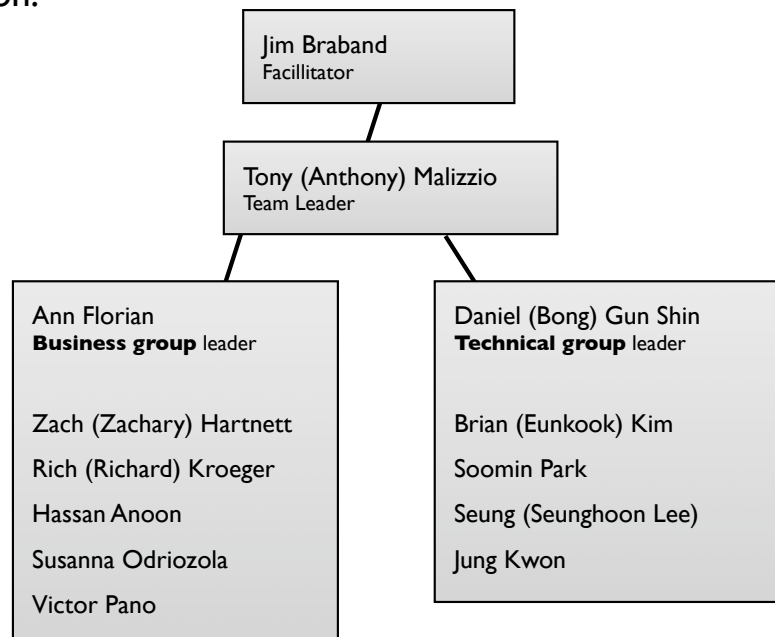 Jim Braband
Facillitator
Tony (Anthony) Malizzio
Team Leader
Ann Florian
Business group leader
Zach (Zachary) Hartnett
Rich (Richard) Kroeger
Hassan Anoon
Susanna Odriozola
Victor Pano
Daniel (Bong) Gun Shin
Technical group leader
Brian (Eunkook) Kim
Soomin Park
Seung (Seunghoon Lee)
Jung Kwon